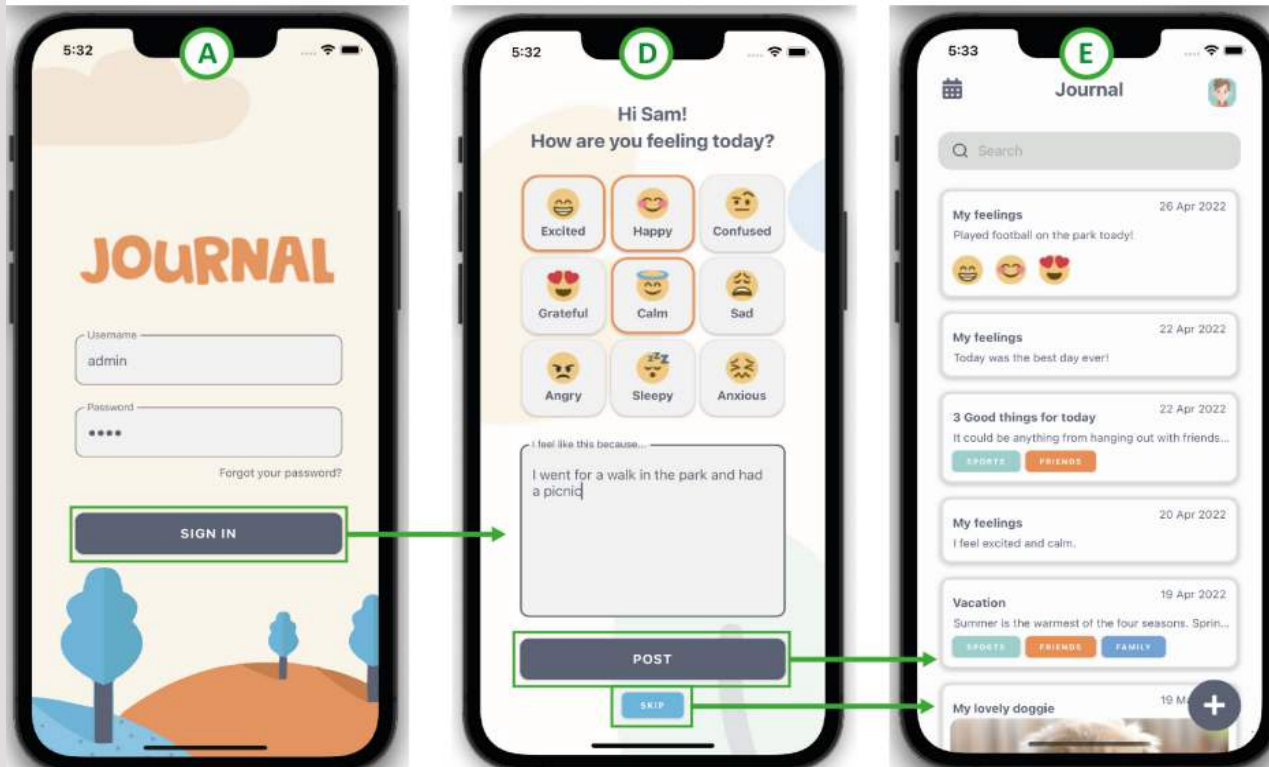 5:32
A
JOURNAL
Username
admin
Password
Forgot your password?
SIGN IN
5:32
D
Hi Sam!
How are you feeling today?
Excited
Happy
Confused
Grateful
Calm
Sad
zzZ
Angry
Sleepy
Anxious
I feel like this because...
I went for a walk in the park and had
a picnic
POST
SKIP
5:33
E
Journal
Search
26 Apr 2022
My feelings
Played football on the park toady!
22 Apr 2022
My feelings
Today was the best day ever!
22 Apr 2022
3 Good things for today
It could be anything from hanging out with friends...
SPORTS FRIENDS
20 Apr 2022
My feelings
I feel excited and calm.
19 Apr 2022
Vacation
Summer is the warmest of the four seasons. Sprin...
SPORTS FRIENDS FAMILY
19
My lovely doggie
+